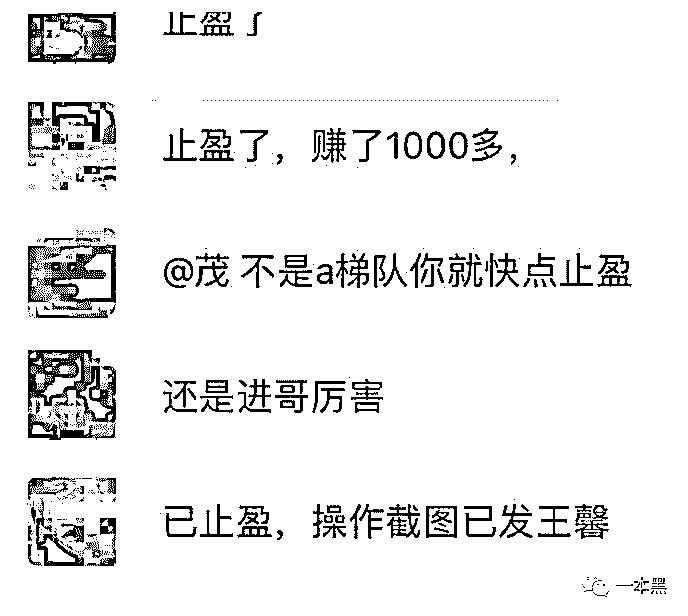 止盈了
止盈了，赚了1000多，
@茂 不是a梯队你就快点止盈
还是进哥厉害
已止盈，操作截图已发王馨
一本黑